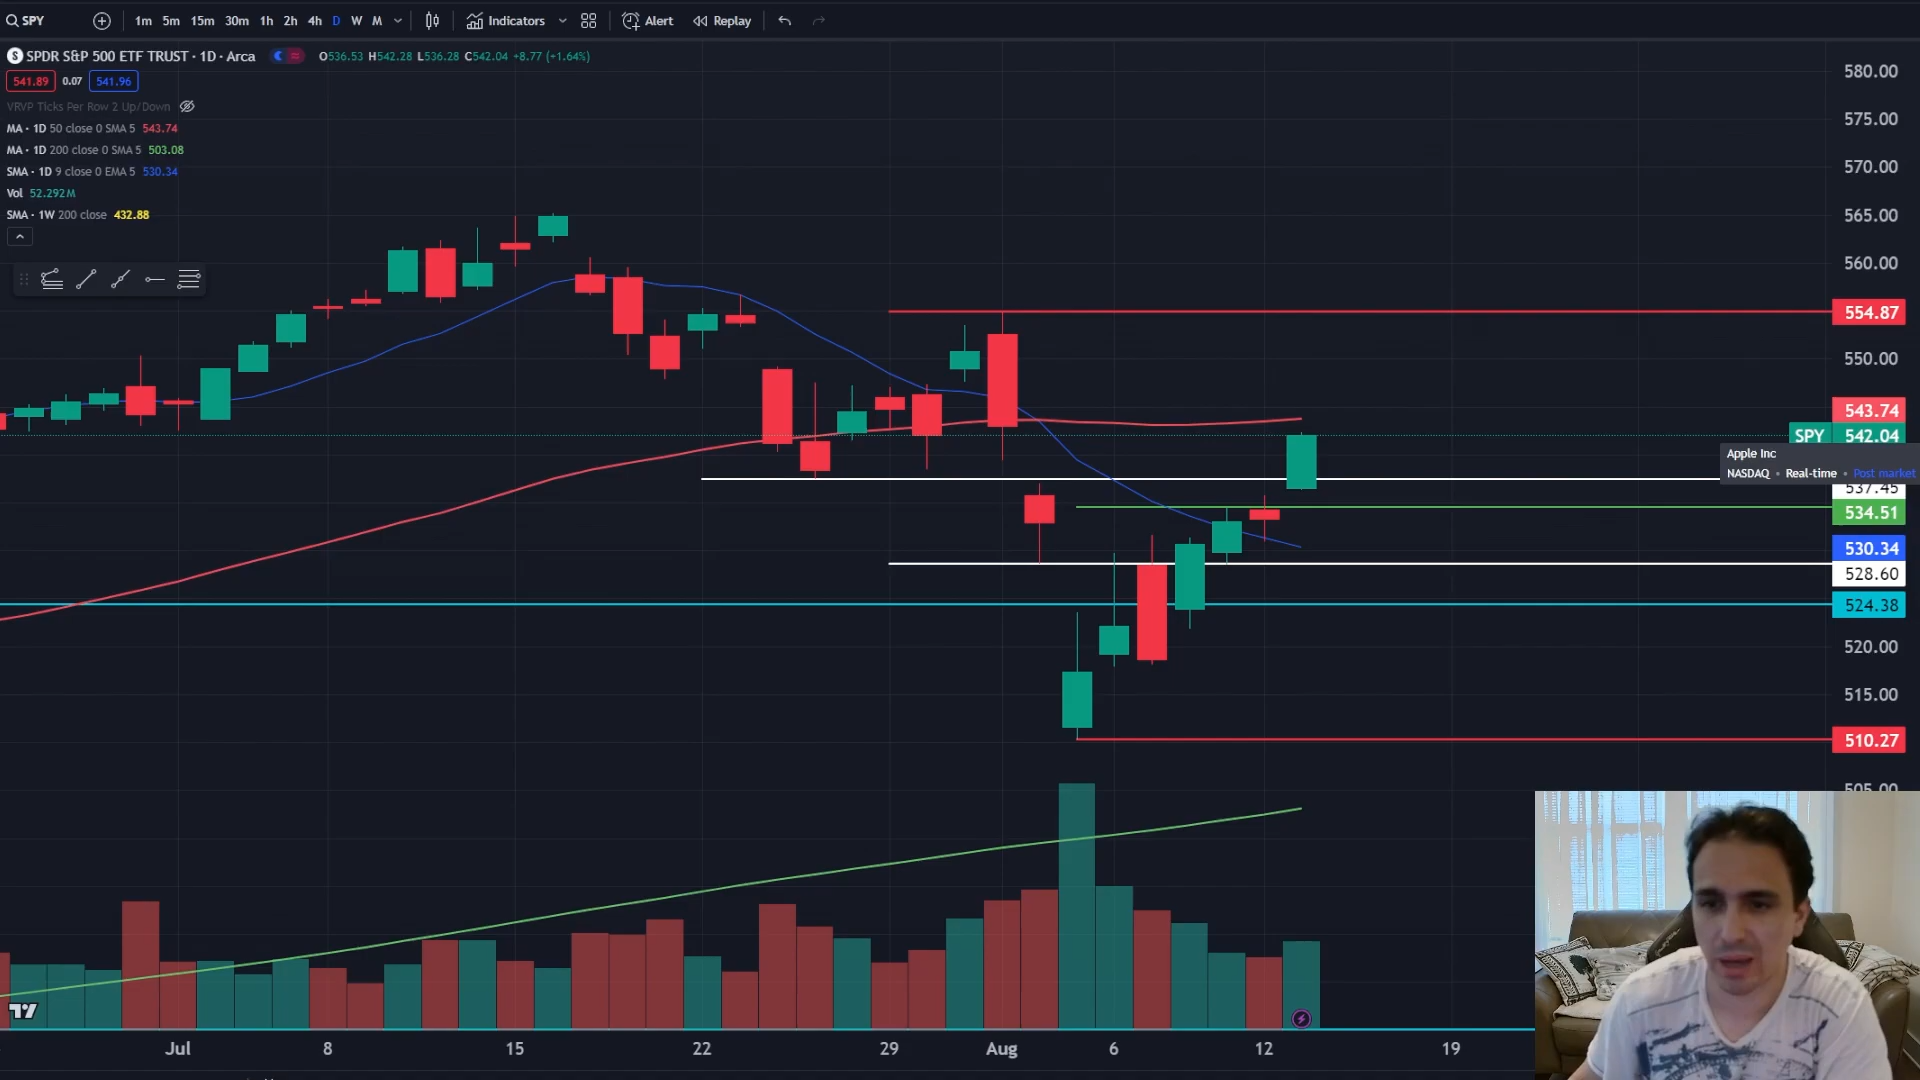 SPY 1m 5m 15m 30m 1h 2h 4h D W M Indicators Alert Replay
S SPDR S&P 500 ETF TRUST · 1D · Arca O536.53 H542.28 L536.28 C542.04 +8.77 (+1.64%)
541.89 0.07 541.96
VRVP Ticks Per Row 2 Up/Down
MA · 1D 50 close 0 SMA 5 543.74
MA · 1D 200 close 0 SMA 5 503.08
SMA · 1D 9 close 0 EMA 5 530.34
Vol 52.292M
SMA · 1W 200 close 432.88
580.00
575.00
570.00
565.00
560.00
554.87
550.00
543.74
SPY 542.04
Apple Inc
NASDAQ • Real-time • Post market
537.45
534.51
530.34
528.60
524.38
520.00
515.00
510.27
505.00
Jul 8 15 22 29 Aug 6 12 19